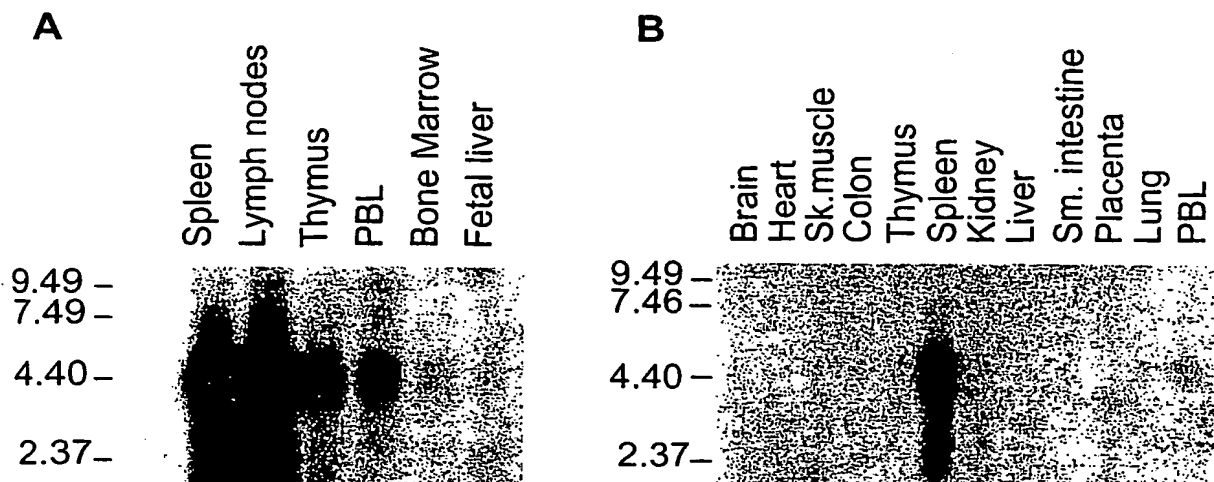 A
Spleen
Lymph nodes
Thymus
PBL
Bone Marrow
Fetal liver
9.49
7.49
4.40
2.37
B
Brain
Heart
Sk.muscle
Colon
Thymus
Spleen
Kidney
Liver
Sm. intestine
Placenta
Lung
PBL
9.49
7.46
4.40
2.37